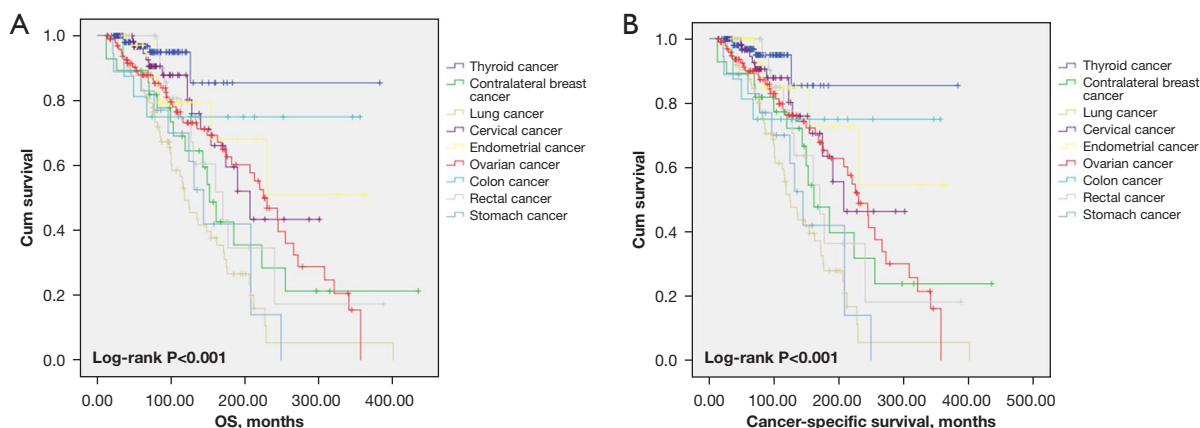 A
Cum survival
1.0
0.8
0.6
0.4
0.2
0.0
Log-rank P<0.001
0.00 100.00 200.00 300.00 400.00
OS, months
Thyroid cancer
Contralateral breast
cancer
Lung cancer
Cervical cancer
Endometrial cancer
Ovarian cancer
Colon cancer
Rectal cancer
Stomach cancer
B
Cum survival
1.0
0.8
0.6
0.4
0.2
0.0
Log-rank P<0.001
0.00 100.00 200.00 300.00 400.00 500.00
Cancer-specific survival, months
Thyroid cancer
Contralateral breast
cancer
Lung cancer
Cervical cancer
Endometrial cancer
Ovarian cancer
Colon cancer
Rectal cancer
Stomach cancer